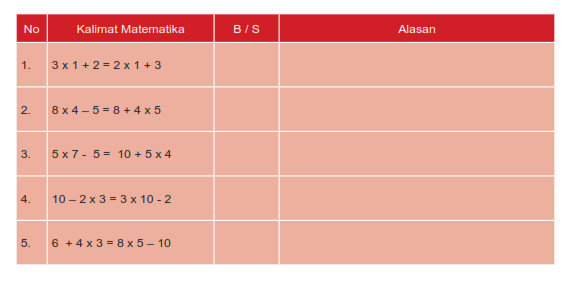 No Kalimat Matematika B / S Alasan
1. 3 x 1 + 2 = 2 x 1 + 3
2. 8 x 4 – 5 = 8 + 4 x 5
3. 5 x 7 - 5 = 10 + 5 x 4
4. 10 – 2 x 3 = 3 x 10 - 2
5. 6 + 4 x 3 = 8 x 5 – 10